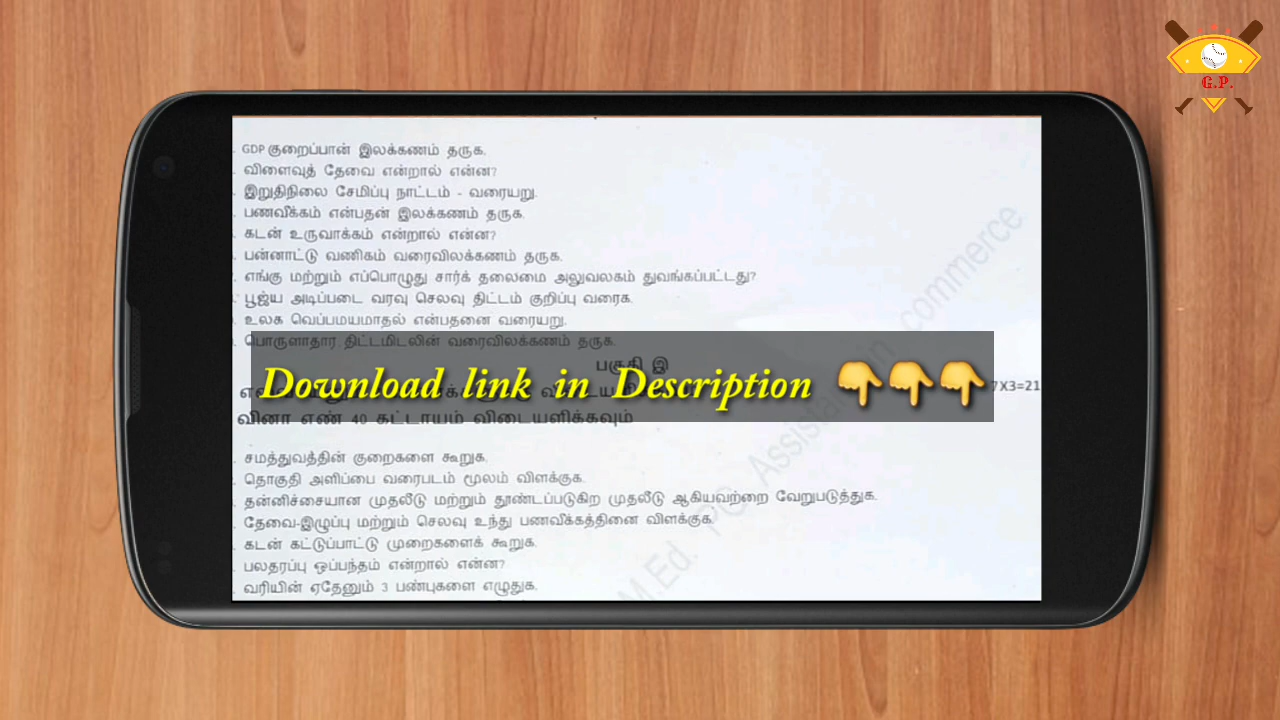 G.P.
GDP குறைப்பான் இலக்கணம் தருக.
விளைவுத் தேவை என்றால் என்ன?
இறுதிநிலை சேமிப்பு நாட்டம் - வரையறு.
பணவீக்கம் என்பதன் இலக்கணம் தருக.
கடன் உருவாக்கம் என்றால் என்ன?
பன்னாட்டு வணிகம் வரைவிலக்கணம் தருக.
எங்கு மற்றும் எப்பொழுது சார்க் தலைமை அலுவலகம் துவங்கப்பட்டது?
பூஜ்ய அடிப்படை வரவு செலவு திட்டம் குறிப்பு வரைக.
உலக வெப்பமயமாதல் என்பதனை வரையறு.
பொருளாதார திட்டமிடலின் வரைவிலக்கணம் தருக.
பகுதி இ
Download link in Description 👇👇👇
7X3=21
வினா எண் 40 கட்டாயம் விடையளிக்கவும்
சமத்துவத்தின் குறைகளை கூறுக.
தொகுதி அளிப்பை வரைபடம் மூலம் விளக்குக.
தன்னிச்சையான முதலீடு மற்றும் தூண்டப்படுகிற முதலீடு ஆகியவற்றை வேறுபடுத்துக.
தேவை-இழுப்பு மற்றும் செலவு உந்து பணவீக்கத்தினை விளக்குக.
கடன் கட்டுப்பாட்டு முறைகளைக் கூறுக.
பலதரப்பு ஒப்பந்தம் என்றால் என்ன?
வரியின் ஏதேனும் 3 பண்புகளை எழுதுக.
M.Ed. PG. Assistant commerce